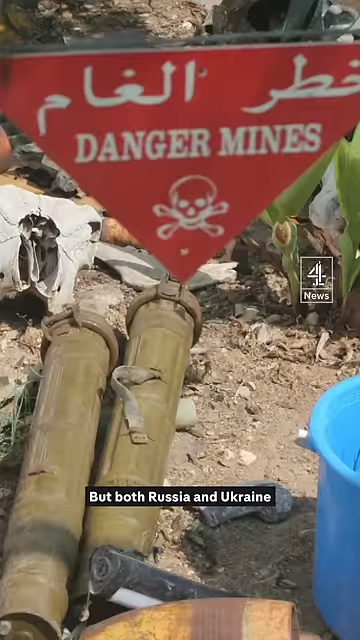 خطر الغام
DANGER MINES
4
News
But both Russia and Ukraine